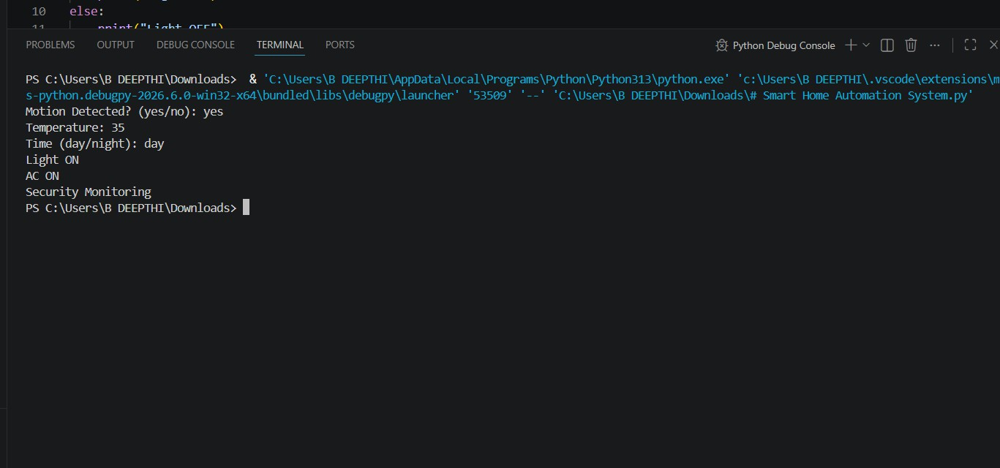 10 else:
11 print("Light OFF")
PROBLEMS OUTPUT DEBUG CONSOLE TERMINAL PORTS Python Debug Console
PS C:\Users\B DEEPTHI\Downloads>  & 'C:\Users\B DEEPTHI\AppData\Local\Programs\Python\Python313\python.exe' 'c:\Users\B DEEPTHI\.vscode\extensions\m
s-python.debugpy-2026.6.0-win32-x64\bundled\libs\debugpy\launcher' '53509' '--' 'C:\Users\B DEEPTHI\Downloads\# Smart Home Automation System.py'
Motion Detected? (yes/no): yes
Temperature: 35
Time (day/night): day
Light ON
AC ON
Security Monitoring
PS C:\Users\B DEEPTHI\Downloads>